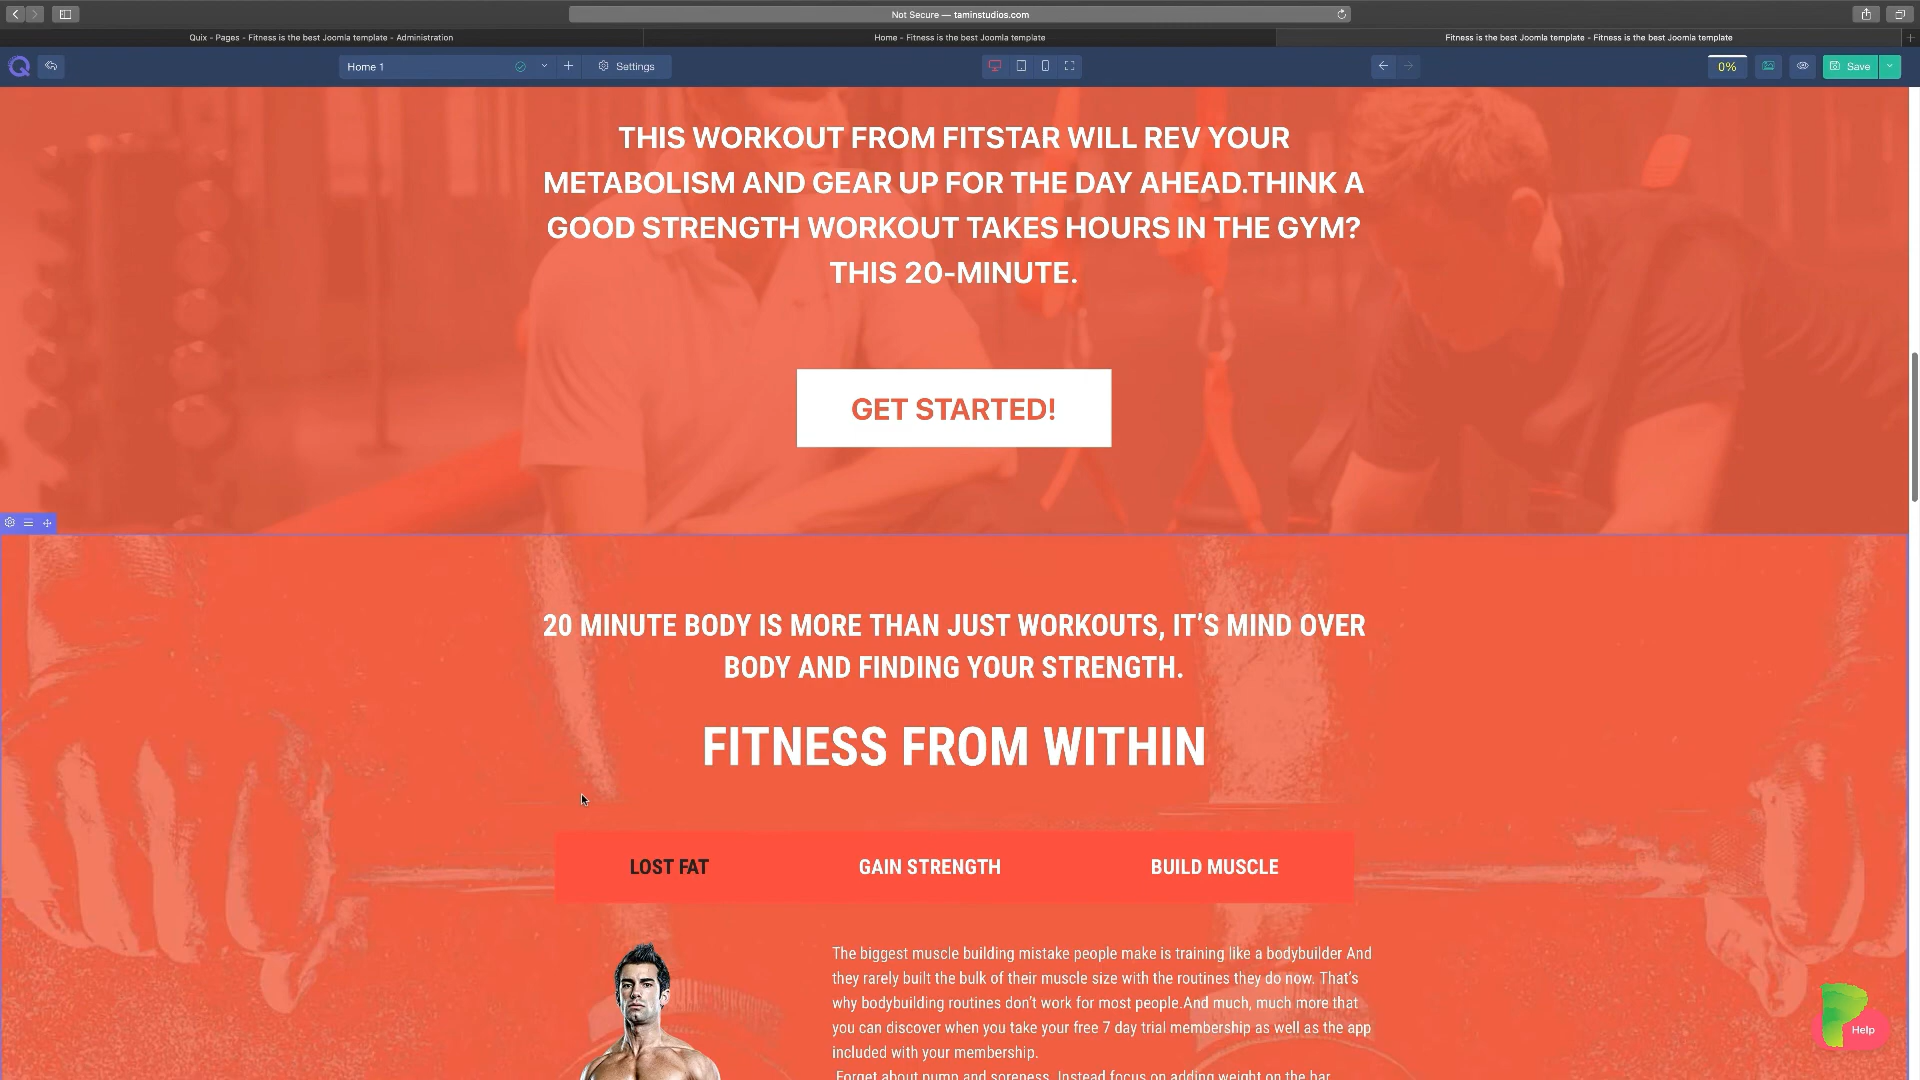 Not Secure — taminstudios.com
Quix - Pages - Fitness is the best Joomla template - Administration
Home - Fitness is the best Joomla template
Fitness is the best Joomla template - Fitness is the best Joomla template
Home 1
Settings
0%
Save
THIS WORKOUT FROM FITSTAR WILL REV YOUR
METABOLISM AND GEAR UP FOR THE DAY AHEAD.THINK A
GOOD STRENGTH WORKOUT TAKES HOURS IN THE GYM?
THIS 20-MINUTE.
GET STARTED!
20 MINUTE BODY IS MORE THAN JUST WORKOUTS, IT’S MIND OVER
BODY AND FINDING YOUR STRENGTH.
FITNESS FROM WITHIN
LOST FAT
GAIN STRENGTH
BUILD MUSCLE
The biggest muscle building mistake people make is training like a bodybuilder And
they rarely built the bulk of their muscle size with the routines they do now. That’s
why bodybuilding routines don’t work for most people.And much, much more that
you can discover when you take your free 7 day trial membership as well as the app
included with your membership.
Forget about pump and soreness. Instead focus on adding weight on the bar
Help